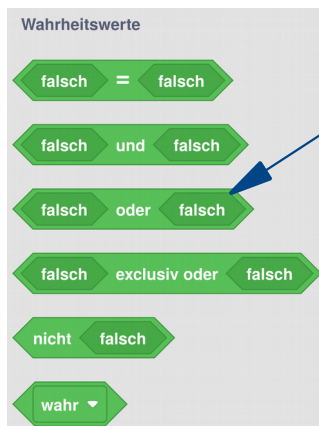 Wahrheitswerte
falsch = falsch
falsch und falsch
falsch oder falsch
falsch exclusiv oder falsch
nicht falsch
wahr